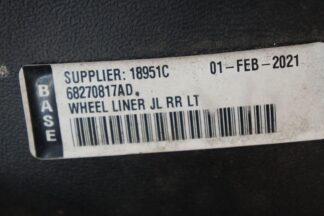 BASE
SUPPLIER: 18951C 01-FEB-2021
68270817AD.
WHEEL LINER JL RR LT